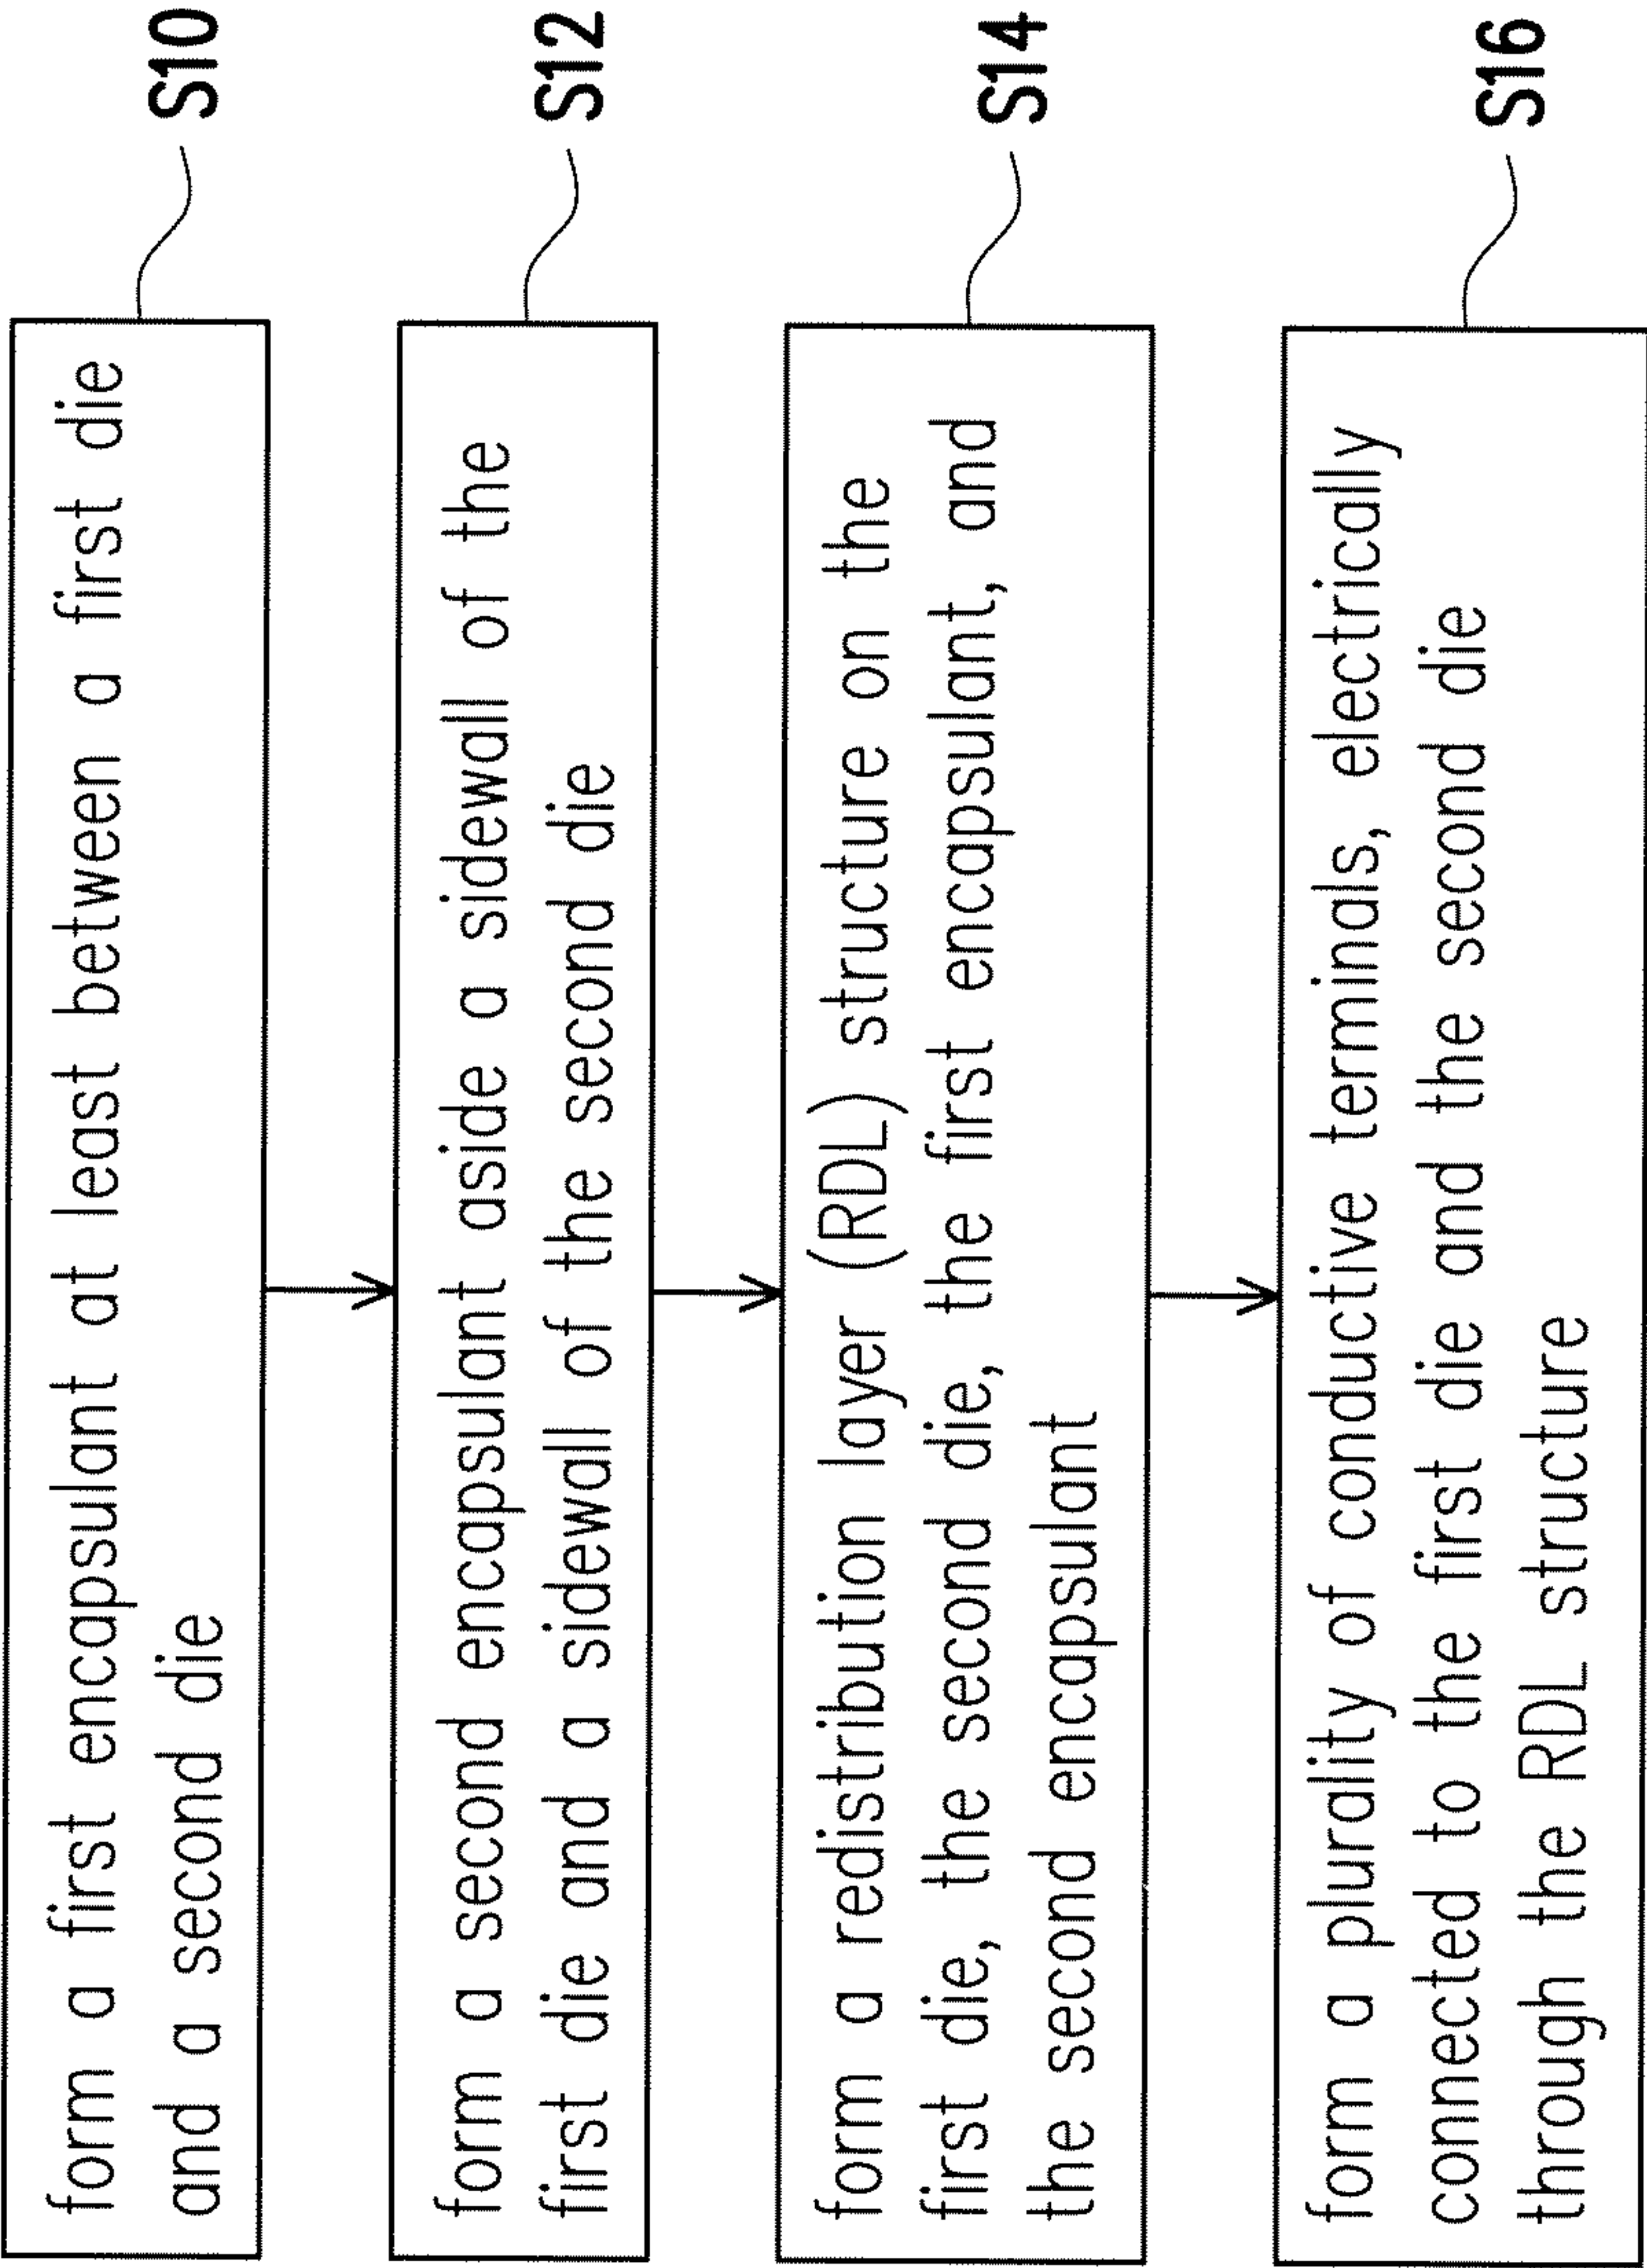 form a first encapsulant at least between a first die
and a second die
S10
form a second encapsulant aside a sidewall of the
first die and a sidewall of the second die
S12
form a redistribution layer (RDL) structure on the
first die, the second die, the first encapsulant, and
the second encapsulant
S14
form a plurality of conductive terminals, electrically
connected to the first die and the second die
through the RDL structure
S16